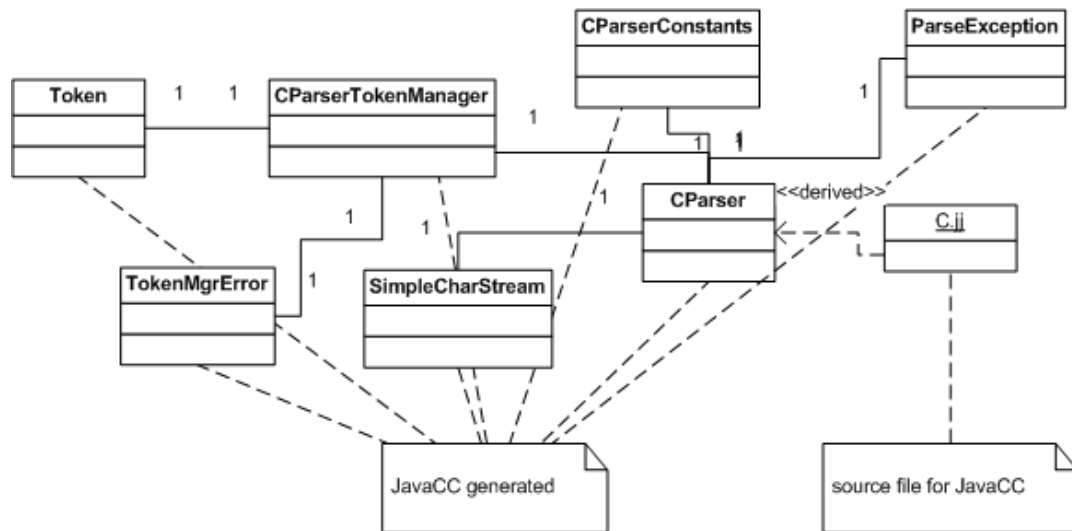 CParserConstants
ParseException
Token
1
1
CParserTokenManager
1
1
1
1
1
<<derived>>
CParser
1
C.jj
1
1
TokenMgrError
1
SimpleCharStream
JavaCC generated
source file for JavaCC